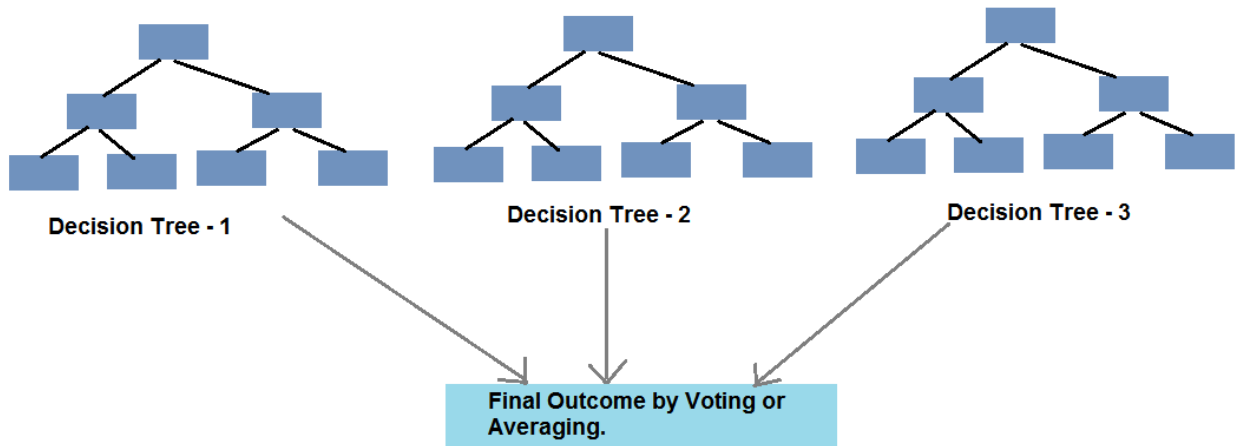 Decision Tree - 1
Decision Tree - 2
Decision Tree - 3
Final Outcome by Voting or
Averaging.